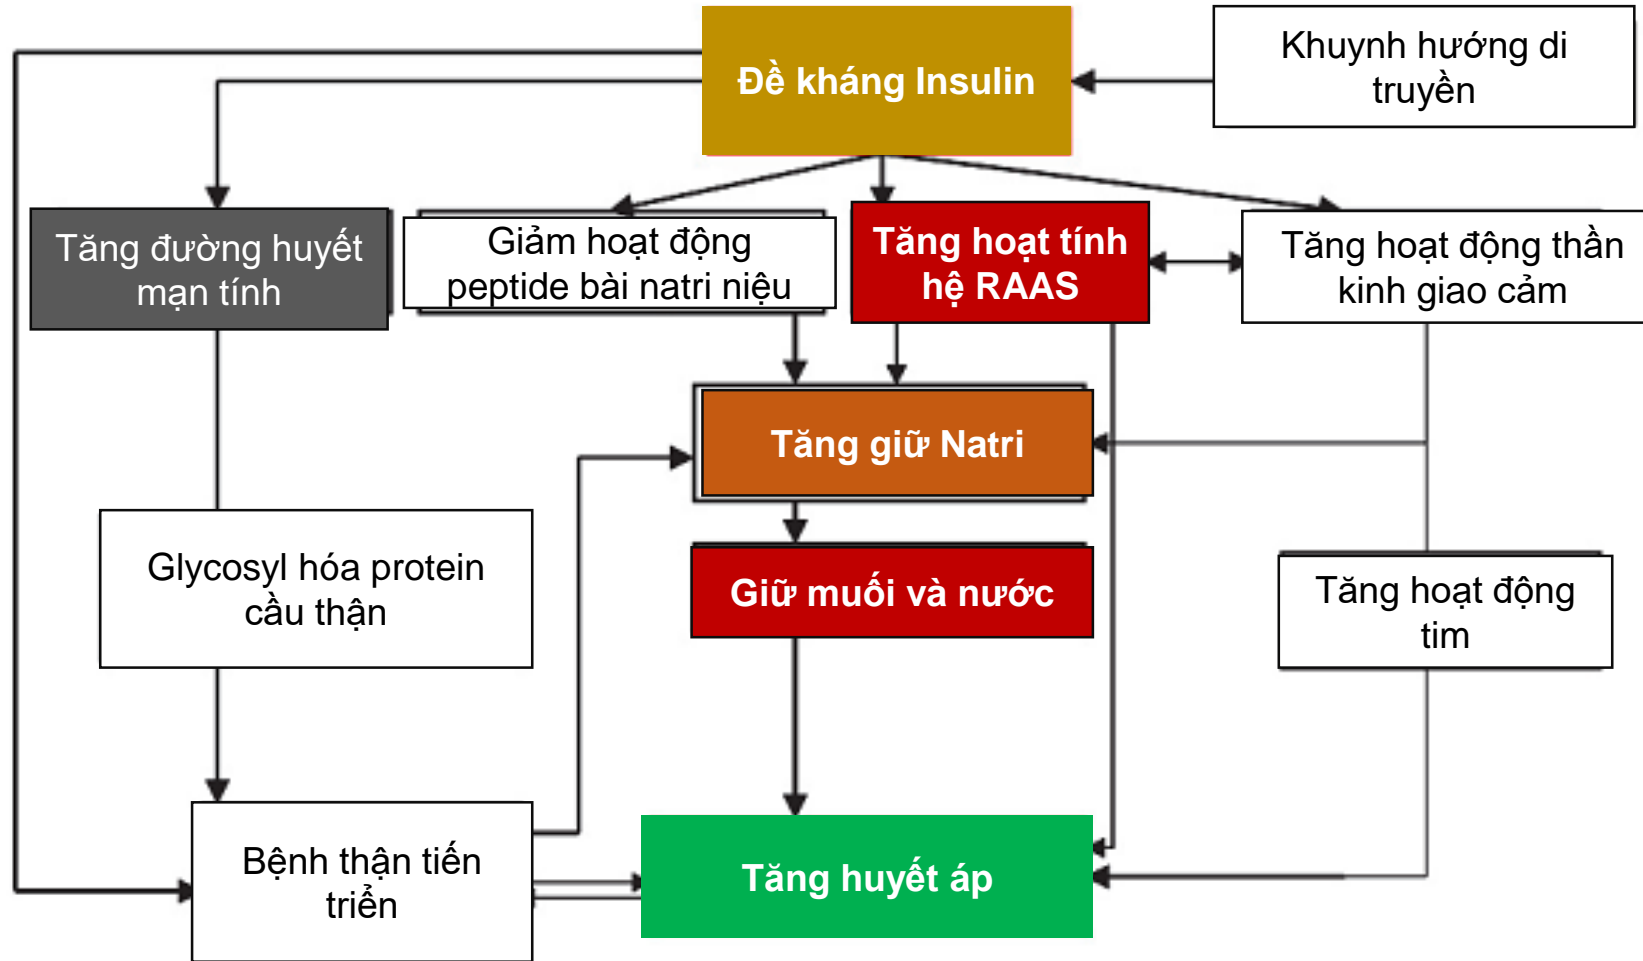 Đề kháng Insulin
Khuynh hướng di
truyền
Tăng đường huyết
mạn tính
Giảm hoạt động
peptide bài natri niệu
Tăng hoạt tính
hệ RAAS
Tăng hoạt động thần
kinh giao cảm
Tăng giữ Natri
Glycosyl hóa protein
cầu thận
Giữ muối và nước
Tăng hoạt động
tim
Bệnh thận tiến
triển
Tăng huyết áp